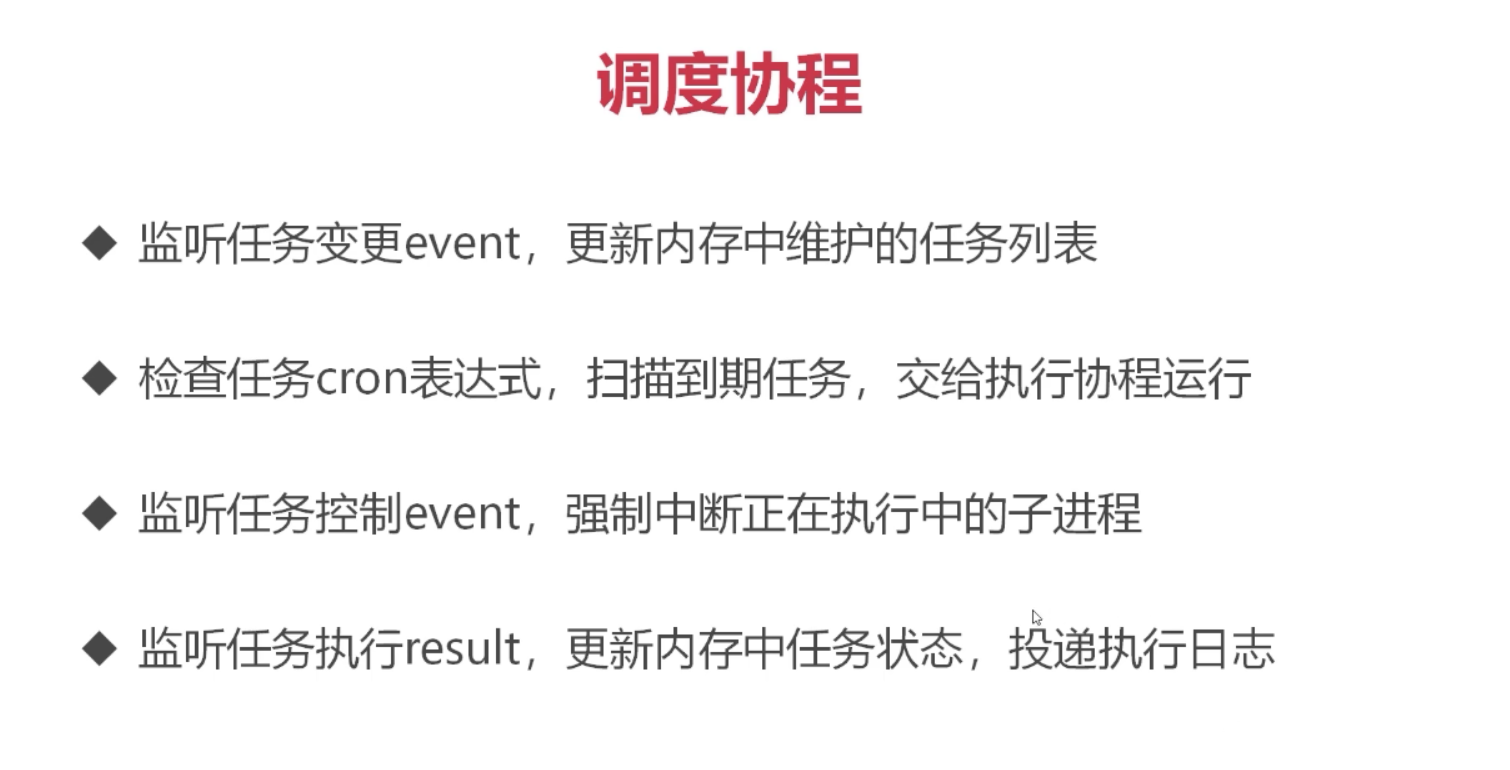 调度协程
◆ 监听任务变更event，更新内存中维护的任务列表
◆ 检查任务cron表达式，扫描到期任务，交给执行协程运行
◆ 监听任务控制event，强制中断正在执行中的子进程
◆ 监听任务执行result，更新内存中任务状态，投递执行日志